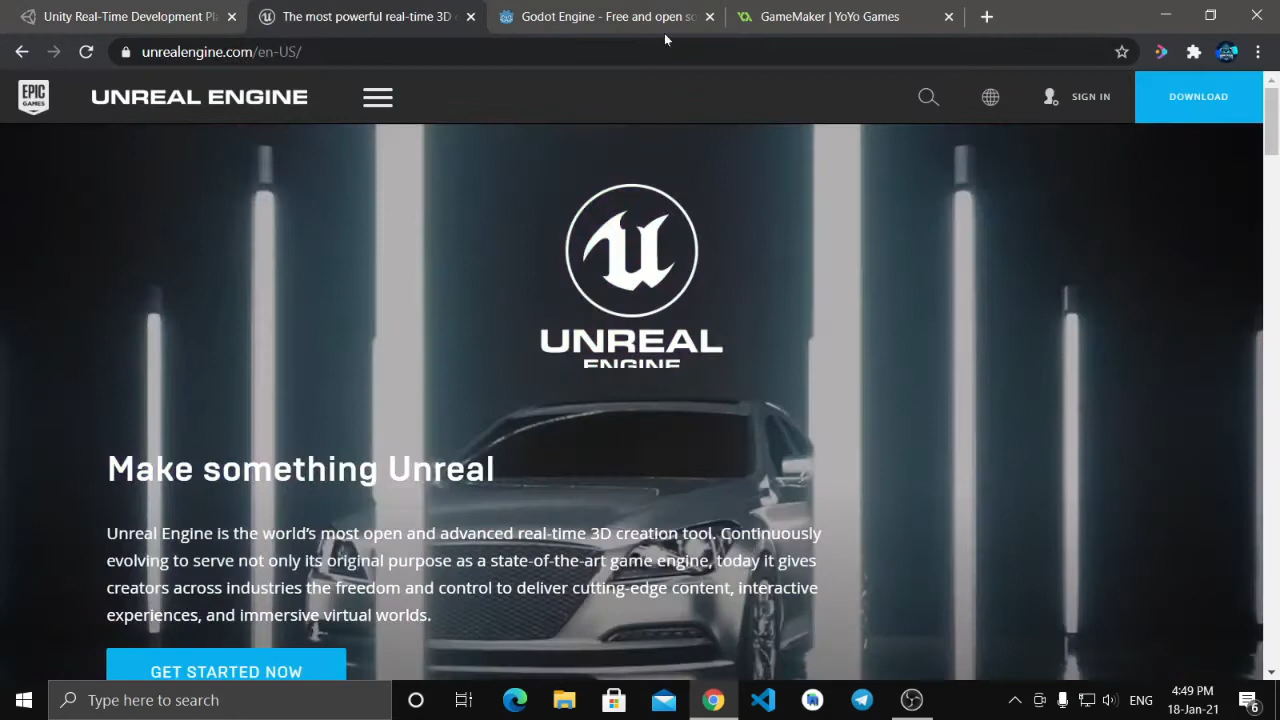 Unity Real-Time Development Pl
The most powerful real-time 3D c
Godot Engine - Free and open so
GameMaker | YoYo Games
unrealengine.com/en-US/
EPIC
GAMES
UNREAL ENGINE
SIGN IN
DOWNLOAD
UNREAL
ENGINE
Make something Unreal
Unreal Engine is the world's most open and advanced real-time 3D creation tool. Continuously
evolving to serve not only its original purpose as a state-of-the-art game engine, today it gives
creators across industries the freedom and control to deliver cutting-edge content, interactive
experiences, and immersive virtual worlds.
GET STARTED NOW
Type here to search
ENG
4:49 PM
18-Jan-21
6